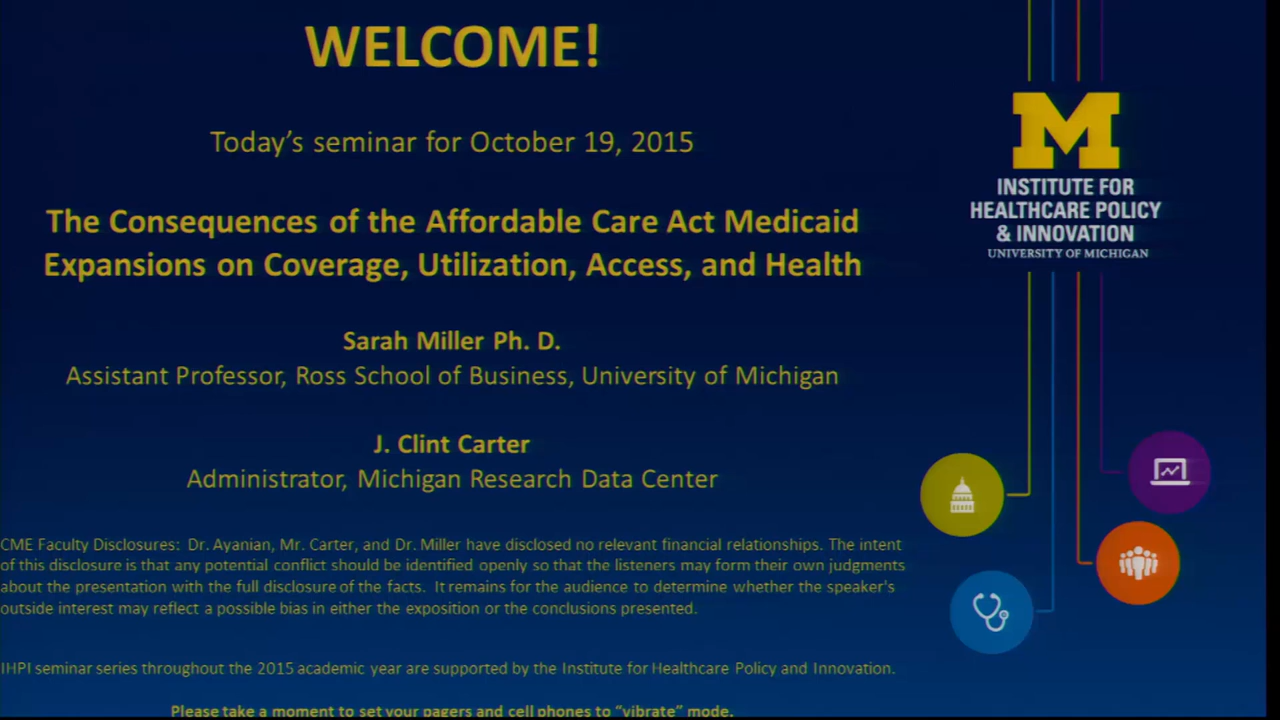 WELCOME!
Today's seminar for October 19, 2015
The Consequences of the Affordable Care Act Medicaid
Expansions on Coverage, Utilization, Access, and Health
Sarah Miller Ph. D.
Assistant Professor, Ross School of Business, University of Michigan
J. Clint Carter
Administrator, Michigan Research Data Center
CME Faculty Disclosures: Dr. Ayanian, Mr. Carter, and Dr. Miller have disclosed no relevant financial relationships. The intent
of this disclosure is that any potential conflict should be identified openly so that the listeners may form their own judgments
about the presentation with the full disclosure of the facts. It remains for the audience to determine whether the speaker's
outside interest may reflect a possible bias in either the exposition or the conclusions presented.
IHPI seminar series throughout the 2015 academic year are supported by the Institute for Healthcare Policy and Innovation.
Please take a moment to set your pagers and cell phones to "vibrate" mode.
M
INSTITUTE FOR
HEALTHCARE POLICY
& INNOVATION
UNIVERSITY OF MICHIGAN